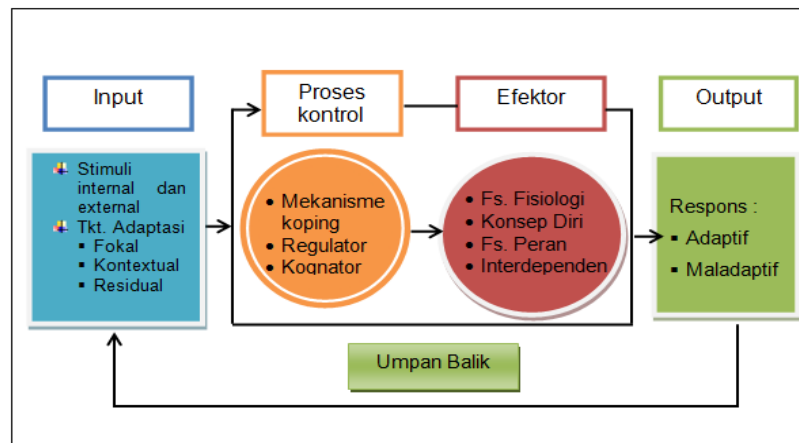 Input
Proses
kontrol
Efektor
Output
Stimuli
internal dan
external
Tkt. Adaptasi
▪ Fokal
▪ Kontextual
▪ Residual
• Mekanisme
koping
• Regulator
• Kognator
• Fs. Fisiologi
• Konsep Diri
• Fs. Peran
• Interdependen
Respons :
▪ Adaptif
▪ Maladaptif
Umpan Balik